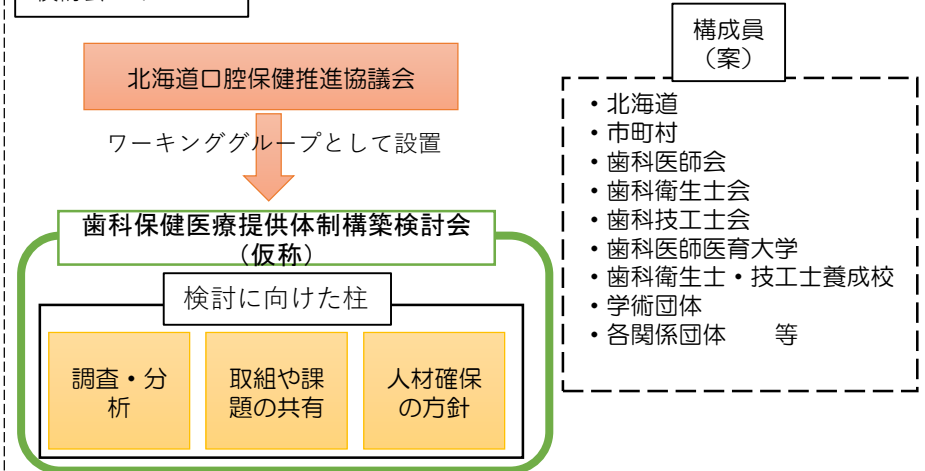 北海道口腔保健推進協議会
ワーキンググループとして設置
歯科保健医療提供体制構築検討会
（仮称）
検討に向けた柱
調査・分
析
取組や課
題の共有
人材確保
の方針
構成員
（案）
・北海道
・市町村
・歯科医師会
・歯科衛生士会
・歯科技工士会
・歯科医師医育大学
・歯科衛生士・技工士養成校
・学術団体
・各関係団体　　等